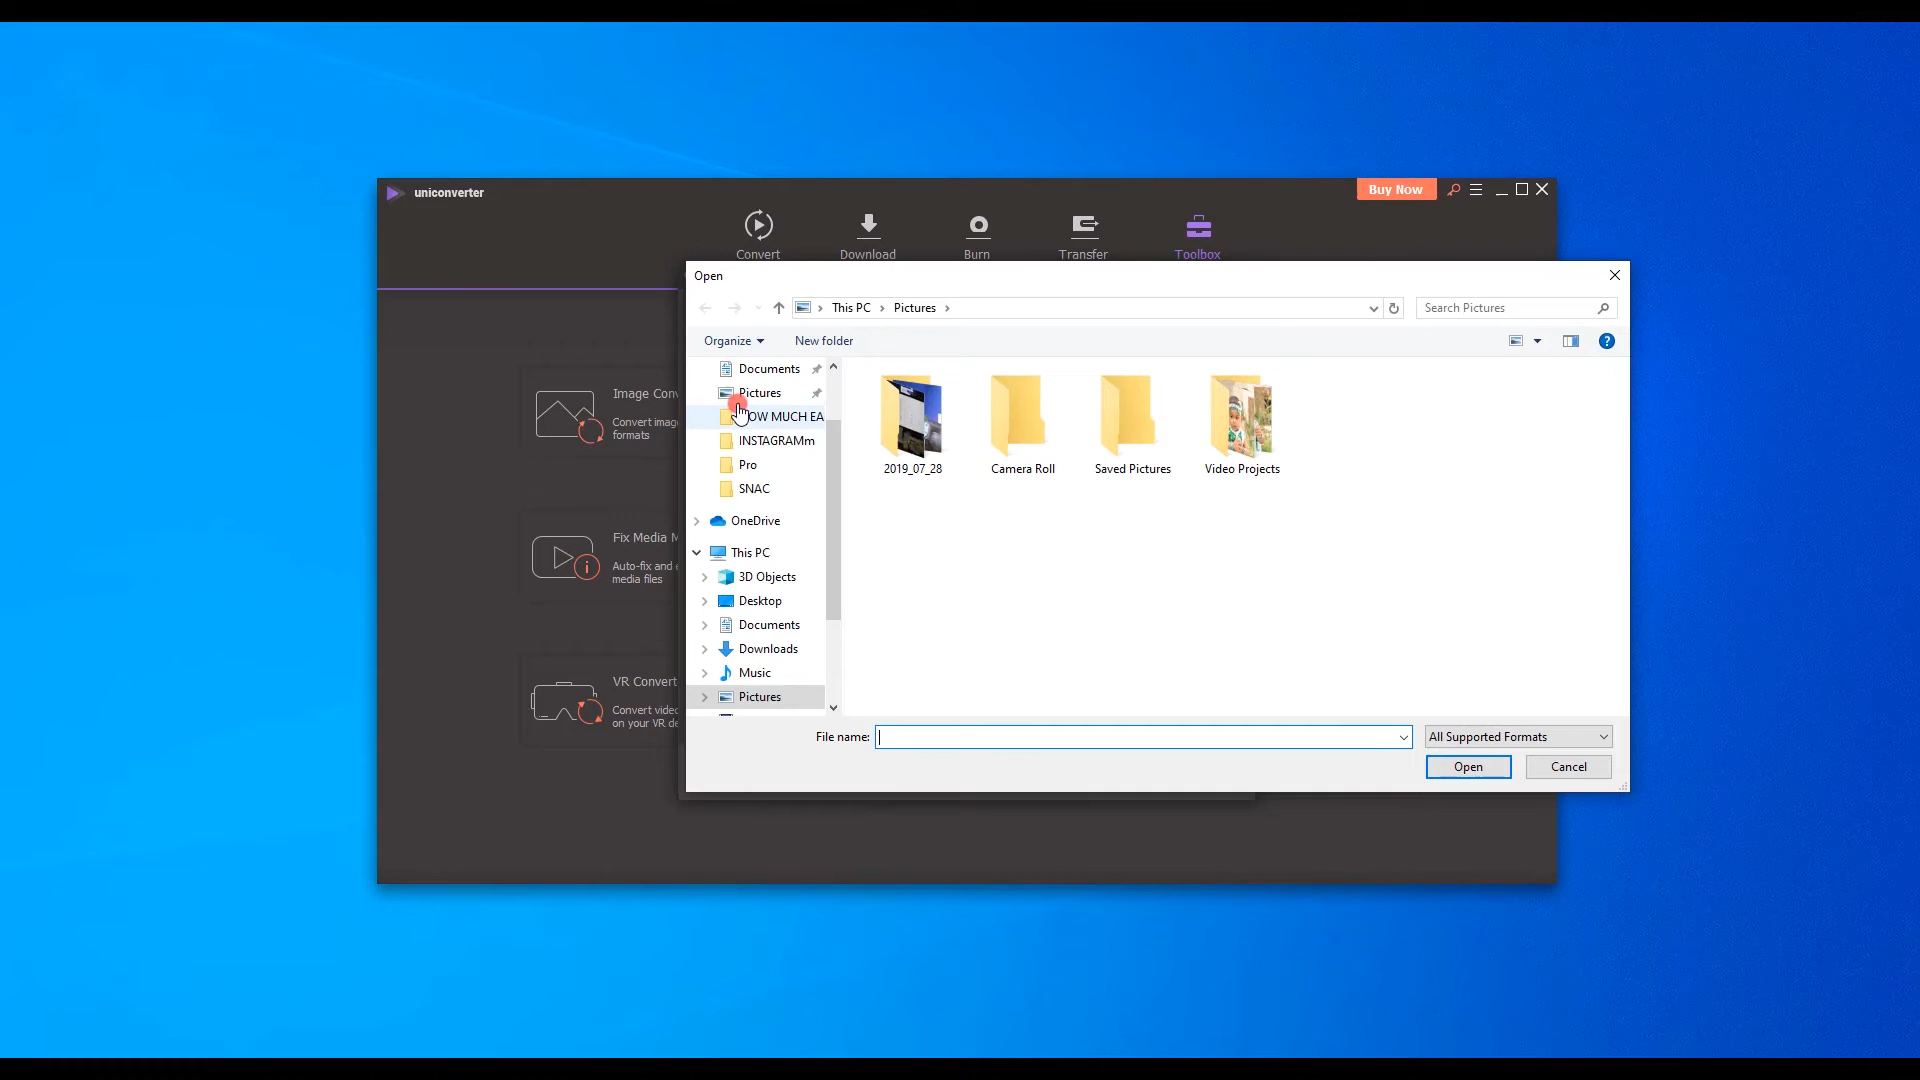 uniconverter
Buy Now
Convert
Download
Burn
Transfer
Toolbox
Open
This PC
Pictures
Search Pictures
Organize
New folder
Documents
Pictures
OW MUCH EA
INSTAGRAMm
Pro
SNAC
OneDrive
This PC
3D Objects
Desktop
Documents
Downloads
Music
Pictures
2019_07_28
Camera Roll
Saved Pictures
Video Projects
File name:
All Supported Formats
Open
Cancel
Image Con
Convert imag
formats
Fix Media M
Auto-fix and e
media files
VR Convert
Convert video
on your VR de